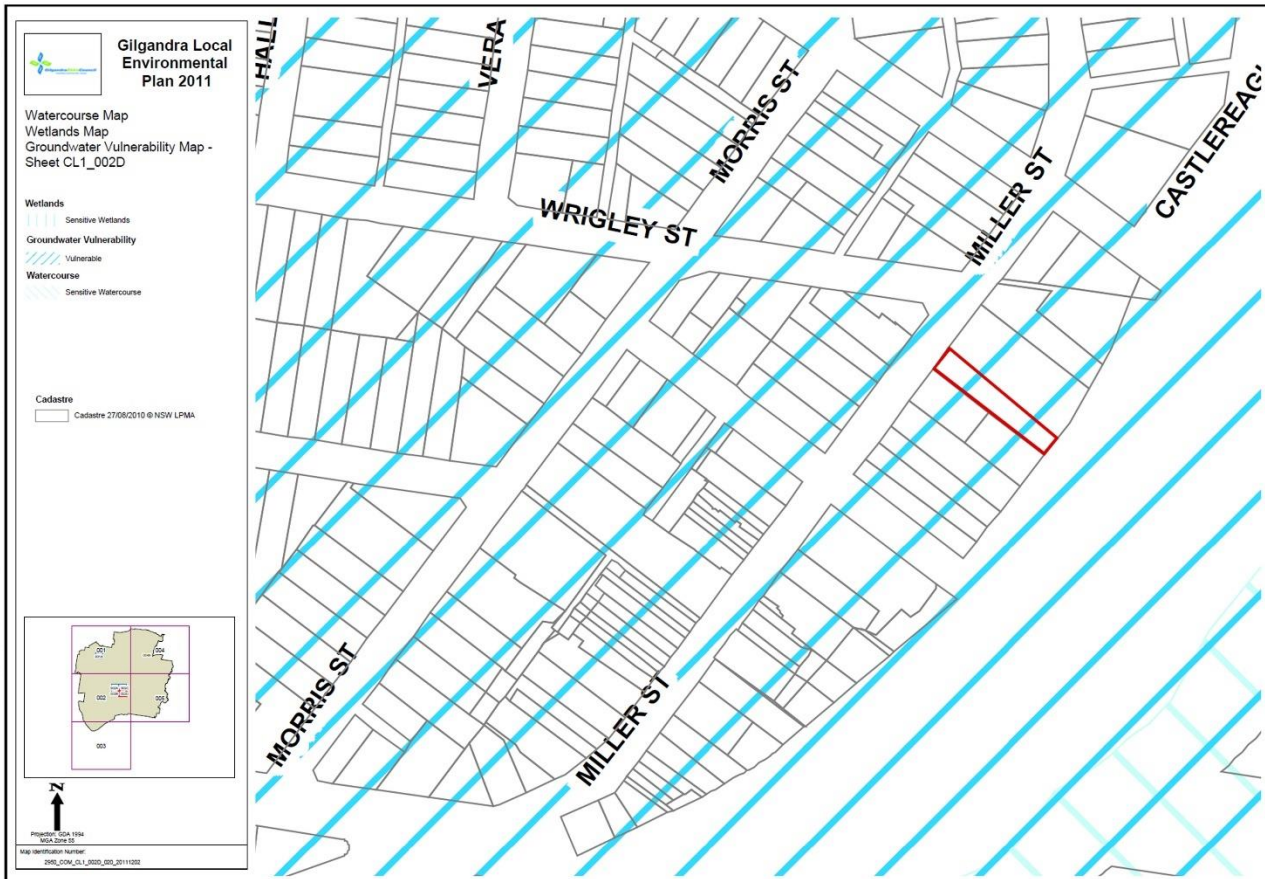 Gilgandra Local
Environmental
Plan 2011
Watercourse Map
Wetlands Map
Groundwater Vulnerability Map -
Sheet CL1_002D
Wetlands
Sensitive Wetlands
Groundwater Vulnerability
Vulnerable
Watercourse
Sensitive Watercourse
Cadastre
Cadastre 27/08/2010 © NSW LPMA
001
004
002
005
003
N
Projection: GDA 1994
MGA Zone 55
Map Identification Number:
2950_COM_CL1_002D_020_20111202
HALL
VERA
MORRIS ST
WRIGLEY ST
MILLER ST
CASTLEREAGH
MORRIS ST
MILLER ST